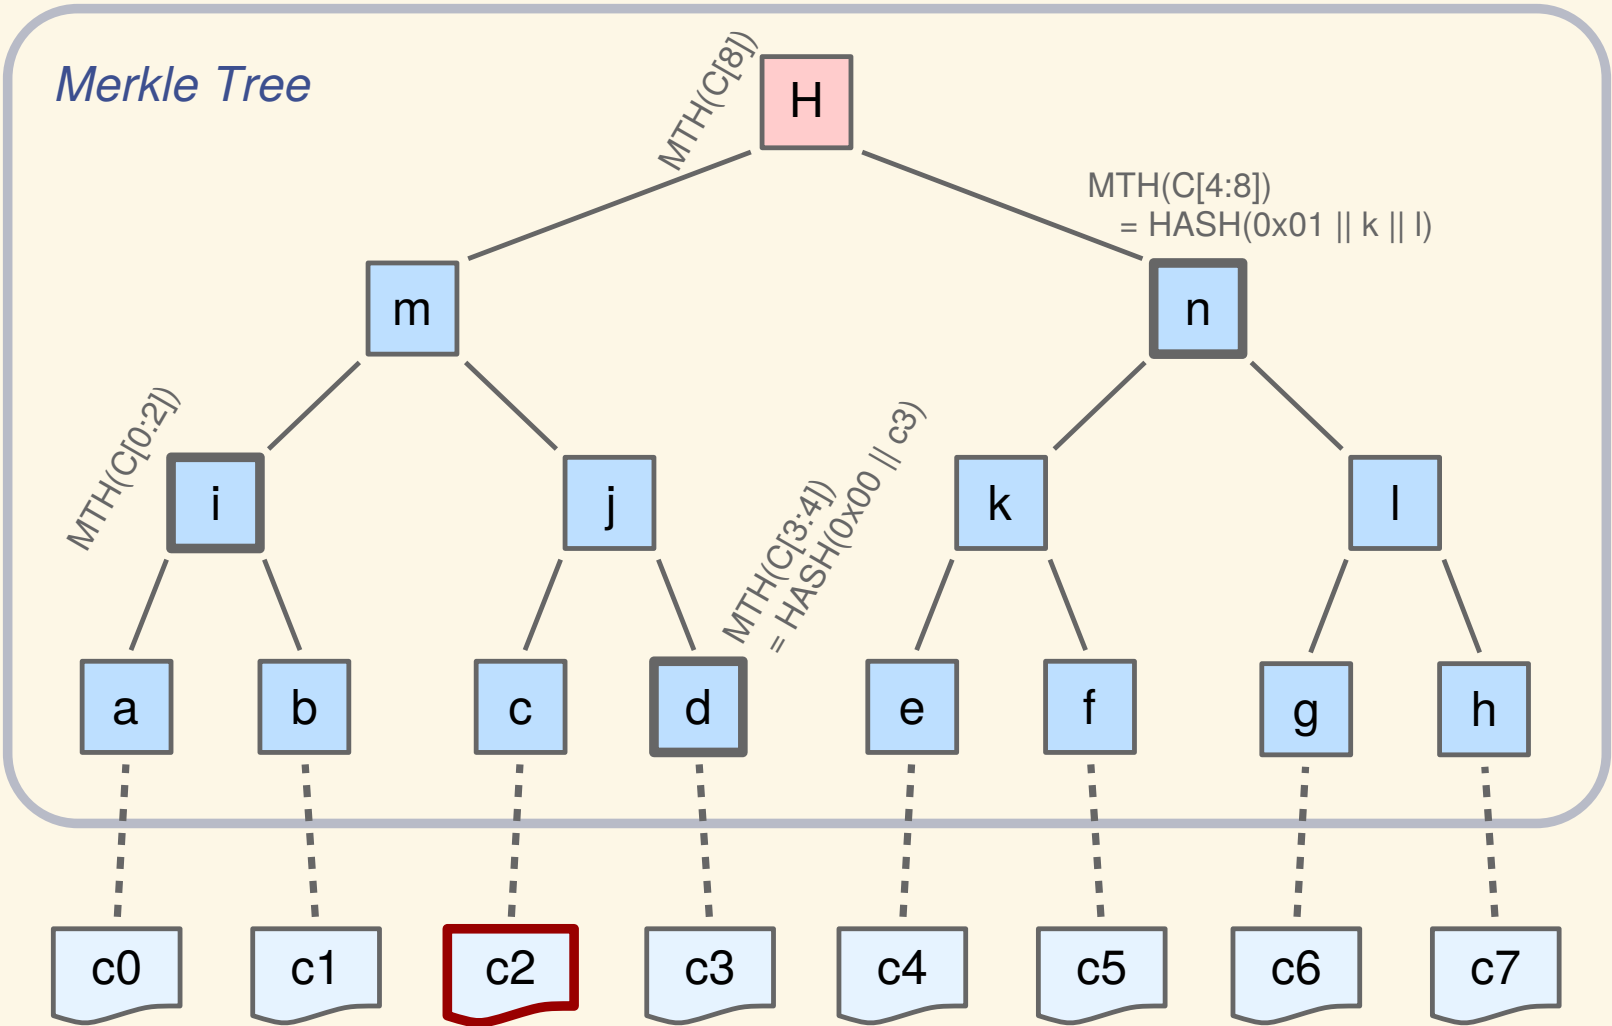 Merkle Tree
MTH(C[8])
H
MTH(C[4:8])
= HASH(0x01 || k || l)
m
n
MTH(C[0:2])
i
j
MTH(C[3:4])
= HASH(0x00 || c3)
k
l
a
b
c
d
e
f
g
h
c0
c1
c2
c3
c4
c5
c6
c7